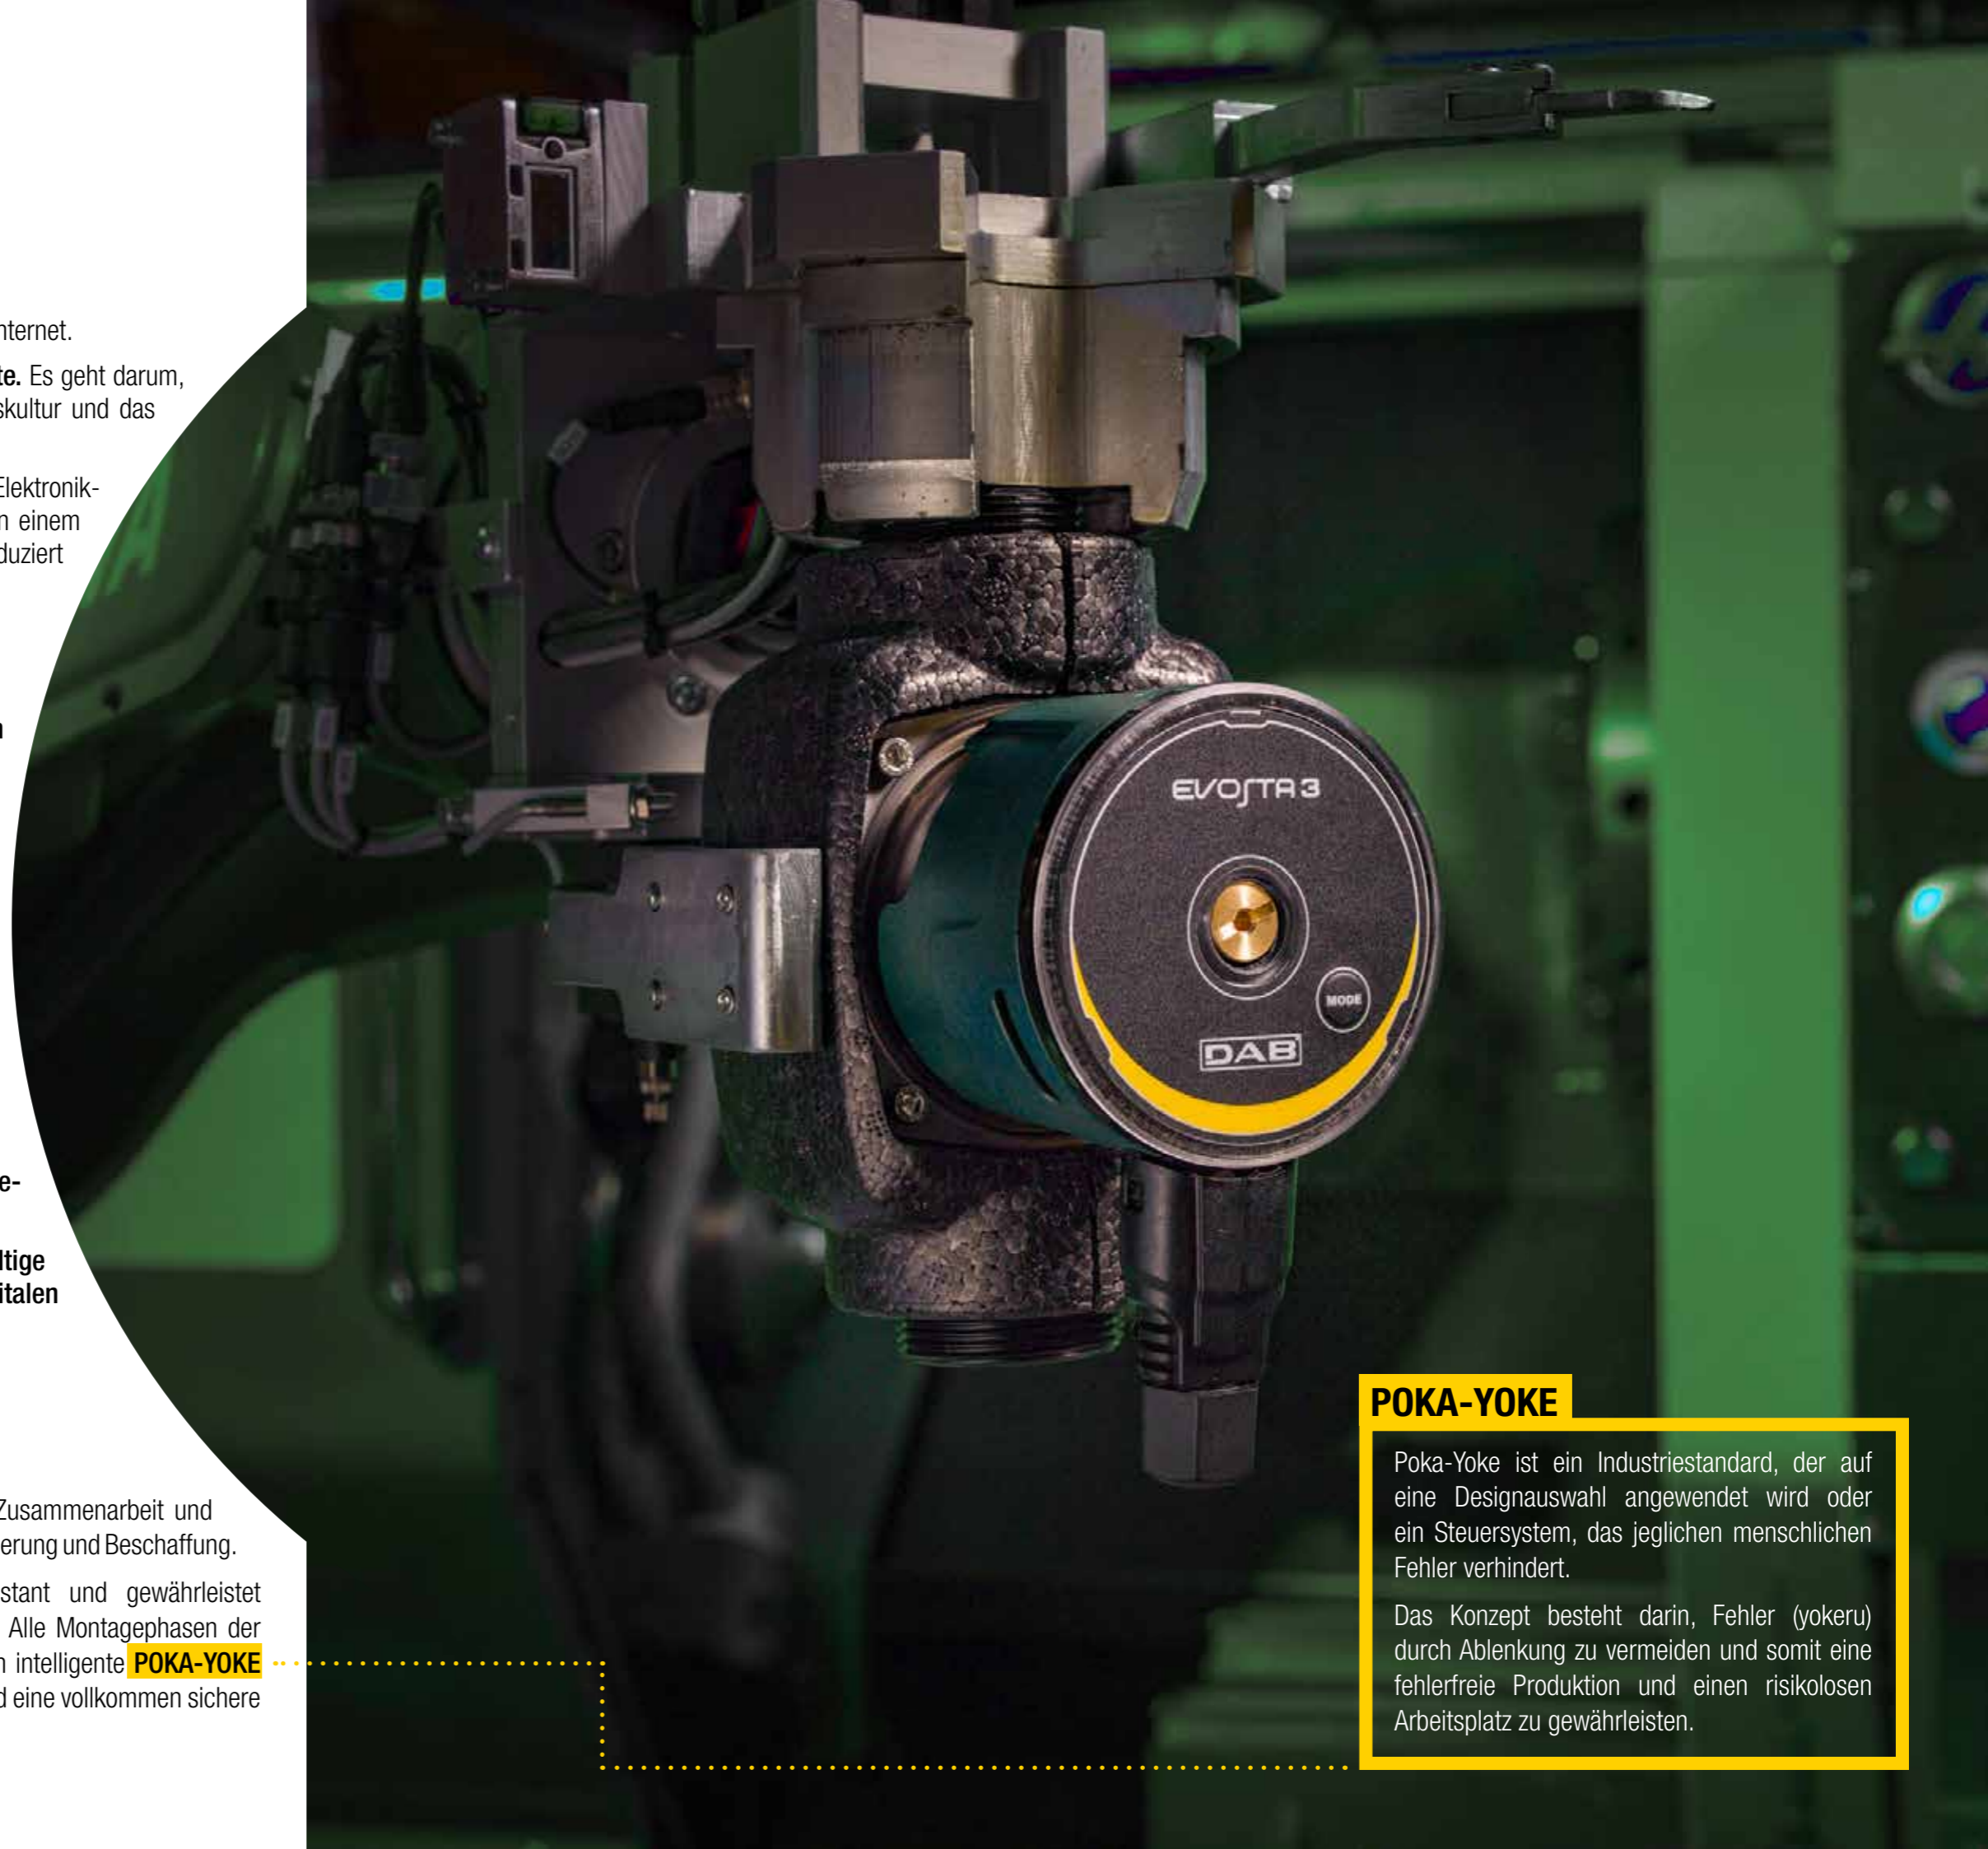 nternet.
te. Es geht darum,
skultur und das
Elektronik-
n einem
duziert
n
e-
ltige
italen
Zusammenarbeit und
erung und Beschaffung.
stant und gewährleistet
Alle Montagephasen der
n intelligente POKA-YOKE
d eine vollkommen sichere
EVOSTA 3
MODE
DAB
POKA-YOKE
Poka-Yoke ist ein Industriestandard, der auf
eine Designauswahl angewendet wird oder
ein Steuersystem, das jeglichen menschlichen
Fehler verhindert.
Das Konzept besteht darin, Fehler (yokeru)
durch Ablenkung zu vermeiden und somit eine
fehlerfreie Produktion und einen risikolosen
Arbeitsplatz zu gewährleisten.